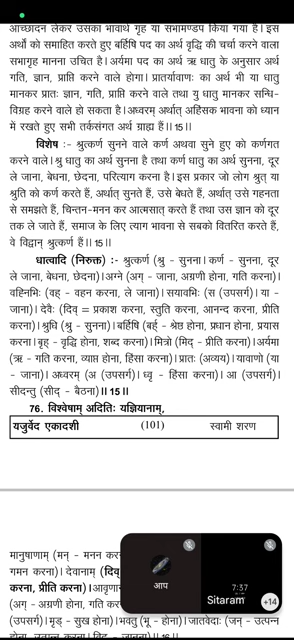 आच्छादन लेकर उसका भावार्थ गृह या सभामण्डप किया गया है। इस
अर्थों को समाहित करते हुए बर्हिषि पद का अर्थ वृद्धि की चर्चा करने वाला
सभागृह मानना उचित है। अर्यमा पद का अर्थ ऋ धातु के अनुसार अर्थ
गति, ज्ञान, प्राप्ति करने वाले होगा। प्रातर्यावाणः का अर्थ भी या धातु
मानकर प्रातः ज्ञान, गति, प्राप्ति करने वाले तथा यु धातु मानकर सन्धि-
विग्रह करने वाले हो सकता है। अध्वरम् अर्थात् अहिंसक भावना को ध्यान
में रखते हुए सभी तर्कसंगत अर्थ ग्राह्य हैं।। 15।।
विशेष :- श्रुत्कर्ण सुनने वाले कर्ण अथवा सुने हुए को कर्णगत
करने वाले। श्रु धातु का अर्थ सुनना है तथा कर्ण धातु का अर्थ सुनना, दूर
ले जाना, बेधना, छेदना, परित्याग करना है। इस प्रकार जो लोग श्रुत् या
श्रुति को कर्ण करते हैं, अर्थात् सुनते हैं, उसे बेधते हैं, अर्थात् उसे गहनता
से समझते हैं, चिन्तन-मनन कर आत्मसात् करते हैं तथा उस ज्ञान को दूर
तक ले जाते हैं, समाज के लिए त्याग भावना से सबको वितरित करते हैं,
वे विद्वान् श्रुत्कर्ण हैं।। 15।।
धात्वादि (निरुक्त) :- श्रुत्कर्ण (श्रु - सुनना। कर्ण - सुनना, दूर
ले जाना, बेधना, छेदना)। अग्ने (अग् - जाना, अग्रणी होना, गति करना)।
वह्निभिः (वह् - वहन करना, ले जाना)। सयावभिः (स (उपसर्ग)। या -
जाना)। देवैः (दिव् = प्रकाश करना, स्तुति करना, आनन्द करना, प्रीति
करना)। श्रुधि (श्रु - सुनना)। बर्हिषि (बर्ह् - श्रेष्ठ होना, प्रधान होना, प्रयास
करना। बृह् - वृद्धि होना, शब्द करना)। मित्रो (मिद् - प्रीति करना)। अर्यमा
(ऋ - गति करना, व्याप्त होना, हिंसा करना)। प्रातः (अव्यय)। यावाणो (या
- जाना)। अध्वरम् (अ (उपसर्ग)। ध्वृ - हिंसा करना)। आ (उपसर्ग)।
सीदन्तु (सीद् - बैठना)।। 15।।
76. विश्वेषाम् अदितिः यज्ञियानाम्,
यजुर्वेद एकादशी (101) स्वामी शरण
मानुषाणाम् (मन् - मनन कर
गमन करना)। देवानाम् (दिव्
करना, प्रीति करना)। आवृणा
(अग् - अग्रणी होना, गति कर
(उपसर्ग)। मृड् - सुख होना)। भवतु (भू - होना)। जातवेदाः (जन् - उत्पन्न
आप
7:37
Sitaram
+14